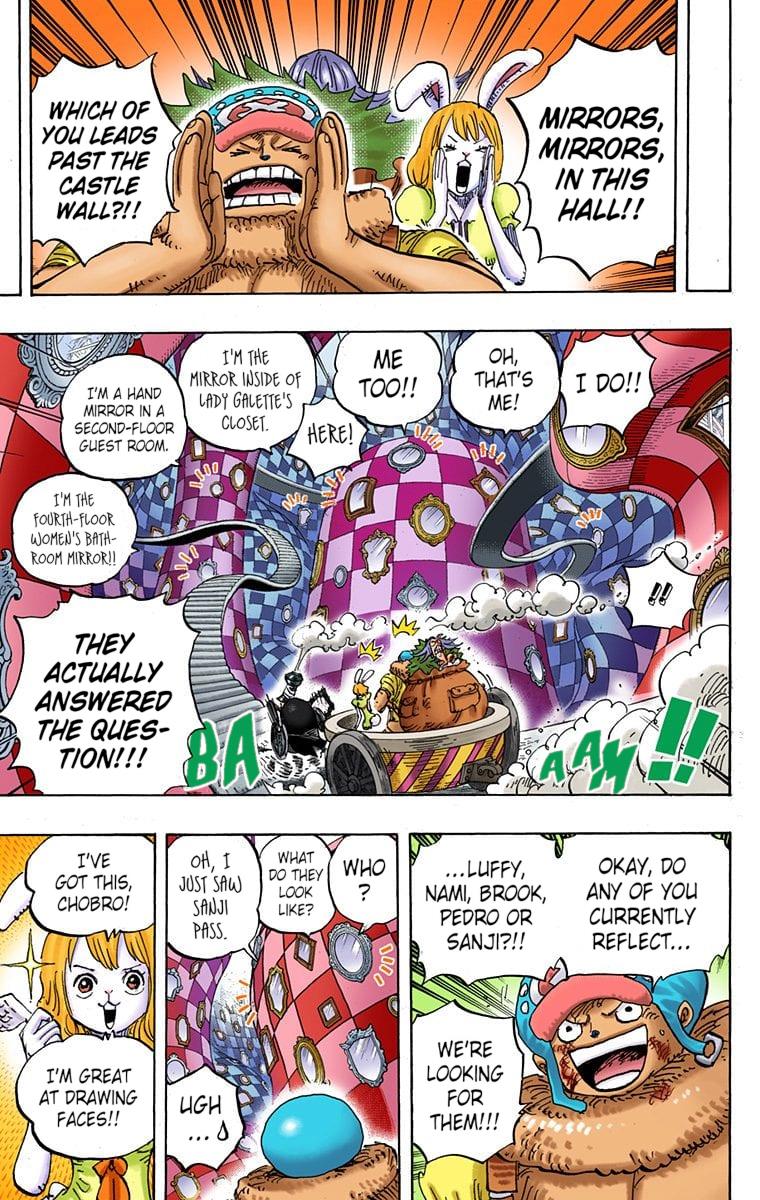 MIRRORS,
MIRRORS,
IN THIS
HALL!!
WHICH OF
YOU LEADS
PAST THE
CASTLE
WALL?!!
I DO!!
OH,
THAT'S
ME!
ME
TOO!!
HERE!
I'M THE
MIRROR INSIDE OF
LADY GALETTE'S
CLOSET.
I'M A HAND
MIRROR IN A
SECOND-FLOOR
GUEST ROOM.
I'M THE
FOURTH-FLOOR
WOMEN'S BATH-
ROOM MIRROR!!
!!
THEY
ACTUALLY
ANSWERED
THE QUES-
TION!!!
BA
AAM!!
OKAY, DO
ANY OF YOU
CURRENTLY
REFLECT...
...LUFFY,
NAMI, BROOK,
PEDRO OR
SANJI?!!
WE'RE
LOOKING
FOR
THEM!!!
WHO
?
WHAT
DO THEY
LOOK
LIKE?
OH, I
JUST SAW
SANJI
PASS.
UGH
...
I'VE
GOT THIS,
CHOBRO!
I'M GREAT
AT DRAWING
FACES!!